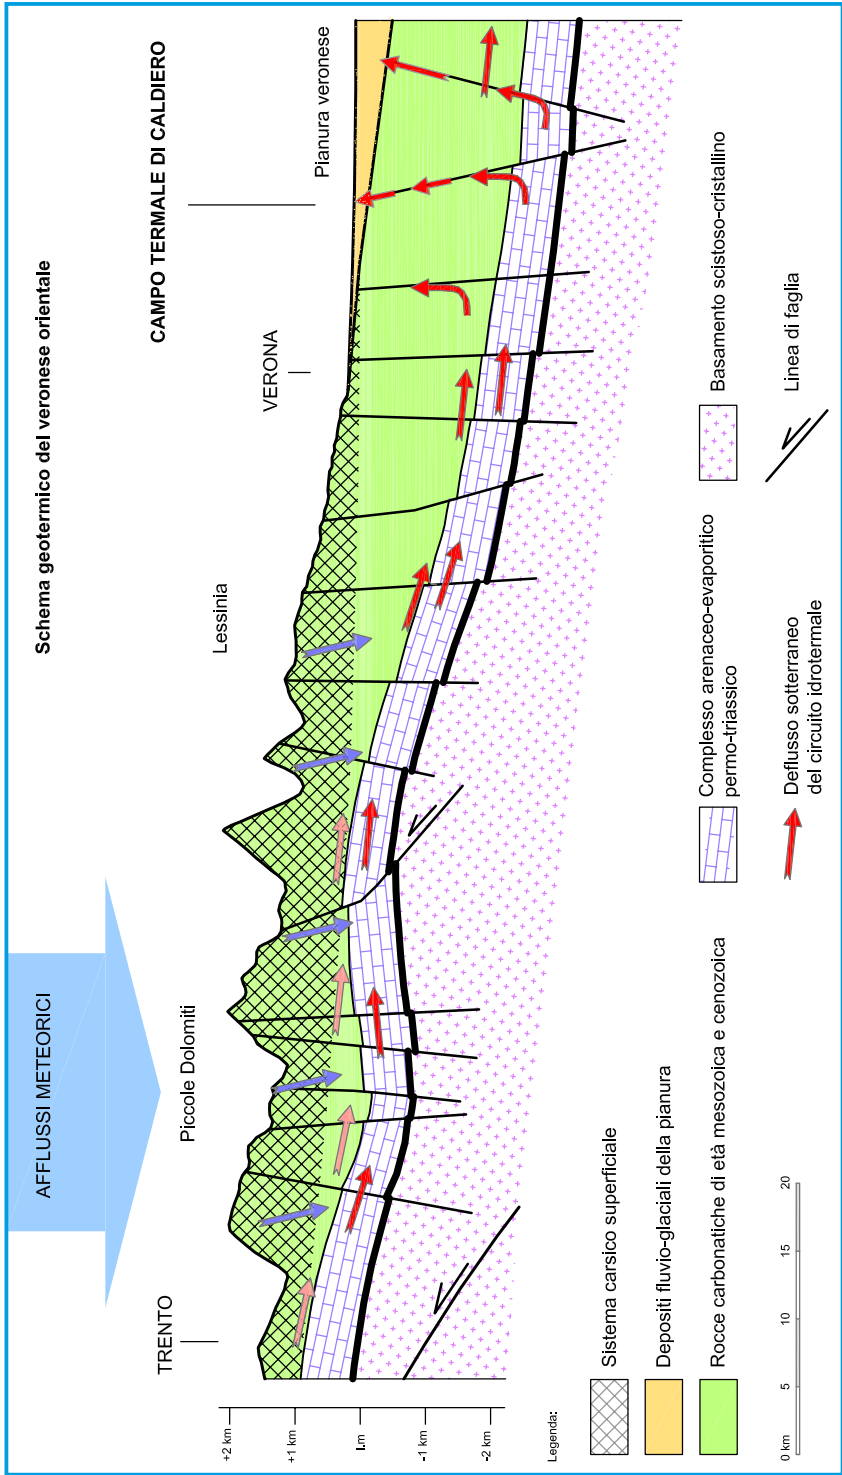 Schema geotermico del veronese orientale
AFFLUSSI METEORICI
TRENTO
Piccole Dolomiti
Lessinia
VERONA
CAMPO TERMALE DI CALDIERO
Pianura veronese
+2 km
+1 km
l.m
-1 km
-2 km
Legenda:
Sistema carsico superficiale
Depositi fluvio-glaciali della pianura
Rocce carbonatiche di età mesozoica e cenozoica
Complesso arenaceo-evaporitico
permo-triassico
Basamento scistoso-cristallino
Deflusso sotterraneo
del circuito idrotermale
Linea di faglia
0 km
5
10
15
20